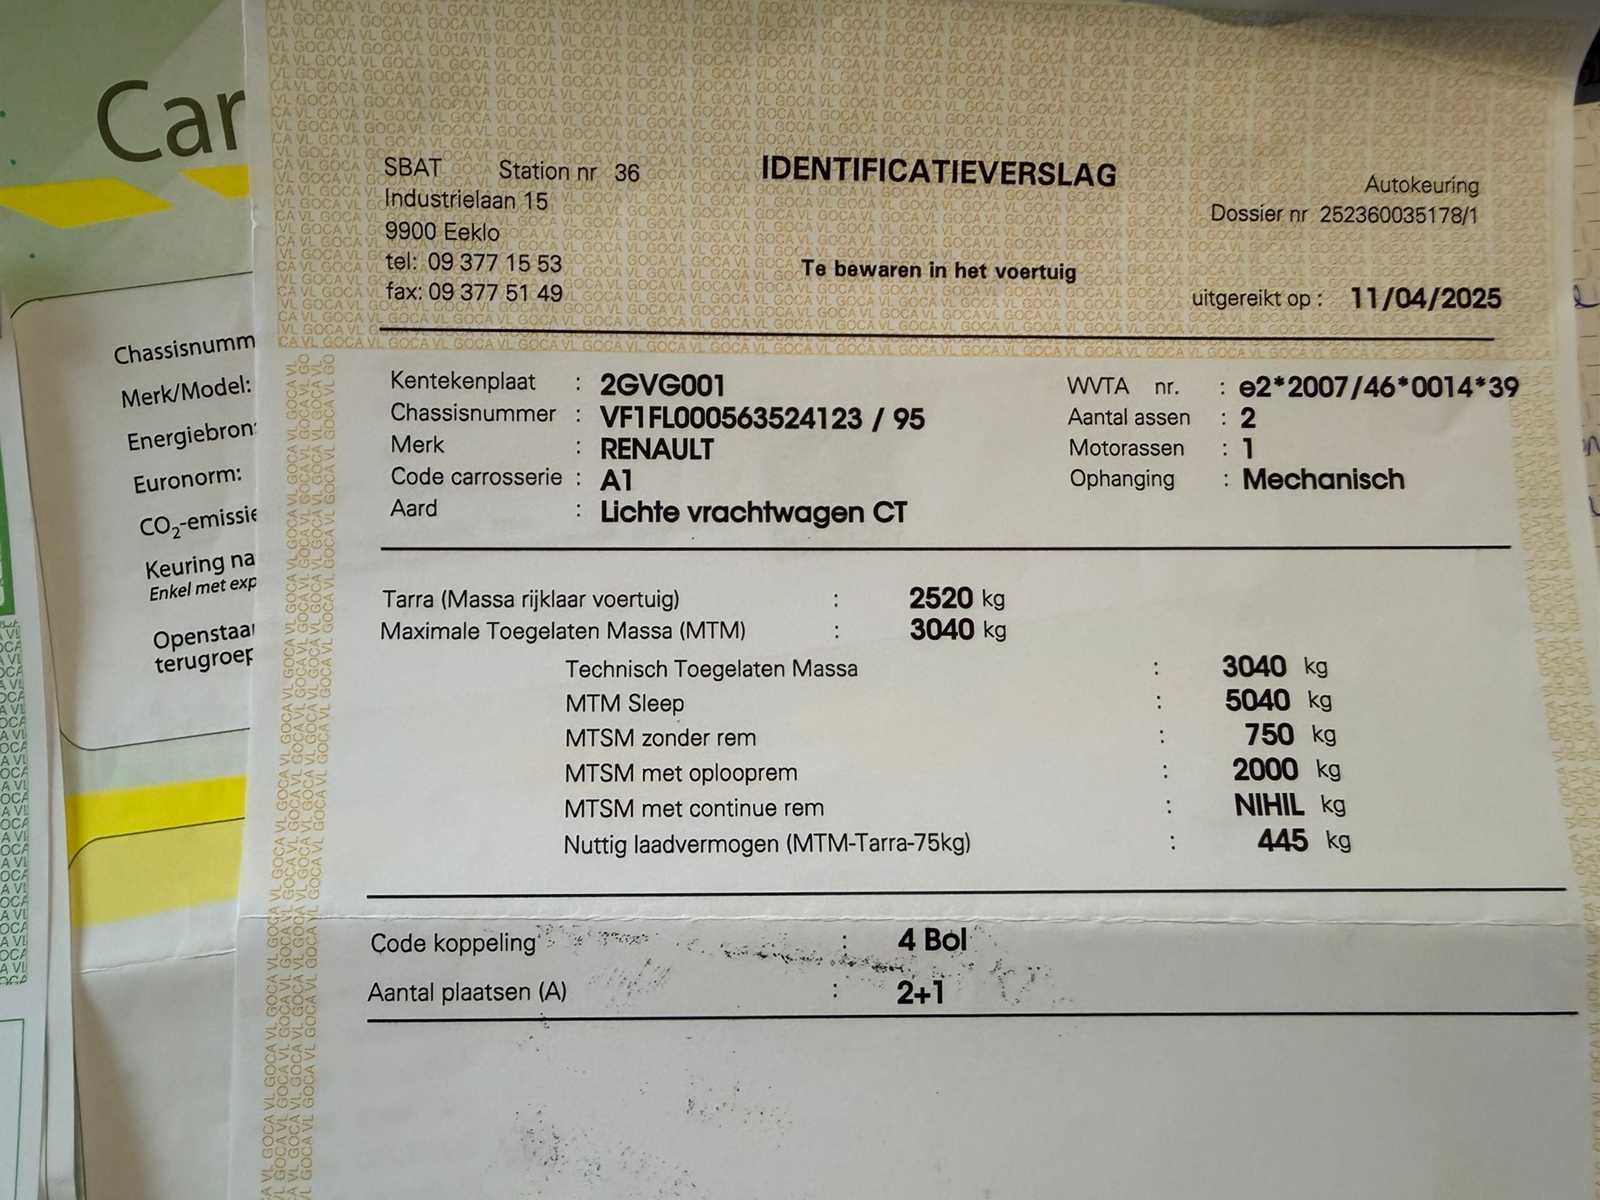 Car
Chassisnumm
Merk/Model:
Energiebron:
Euronorm:
CO2-emissie
Keuring na
Enkel met exp
Openstaan
terugroep
SBAT Station nr 36
Industrielaan 15
9900 Eeklo
tel: 09 377 15 53
fax: 09 377 51 49
IDENTIFICATIEVERSLAG
Te bewaren in het voertuig
Autokeuring
Dossier nr 252360035178/1
uitgereikt op : 11/04/2025
Kentekenplaat : 2GVG001
Chassisnummer : VF1FL000563524123 / 95
Merk : RENAULT
Code carrosserie : A1
Aard : Lichte vrachtwagen CT
WVTA nr. : e2*2007/46*0014*39
Aantal assen : 2
Motorassen : 1
Ophanging : Mechanisch
Tarra (Massa rijklaar voertuig) : 2520 kg
Maximale Toegelaten Massa (MTM) : 3040 kg
Technisch Toegelaten Massa : 3040 kg
MTM Sleep : 5040 kg
MTSM zonder rem : 750 kg
MTSM met oplooprem : 2000 kg
MTSM met continue rem : NIHIL kg
Nuttig laadvermogen (MTM-Tarra-75kg) : 445 kg
Code koppeling : 4 Bol
Aantal plaatsen (A) : 2+1